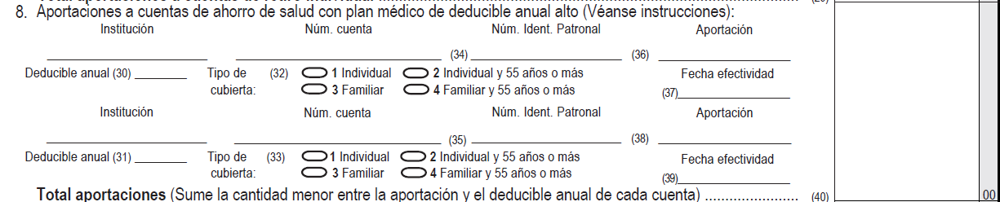 8. Aportaciones a cuentas de ahorro de salud con plan médico de deducible anual alto (Véanse instrucciones):
Institución Núm. cuenta Núm. Ident. Patronal Aportación
(34) (36)
Deducible anual (30) Tipo de (32) 1 Individual 2 Individual y 55 años o más Fecha efectividad
cubierta: 3 Familiar 4 Familiar y 55 años o más (37)
Institución Núm. cuenta Núm. Ident. Patronal Aportación
(35) (38)
Deducible anual (31) Tipo de (33) 1 Individual 2 Individual y 55 años o más Fecha efectividad
cubierta: 3 Familiar 4 Familiar y 55 años o más (39)
Total aportaciones (Sume la cantidad menor entre la aportación y el deducible anual de cada cuenta) ....................... (40) 00